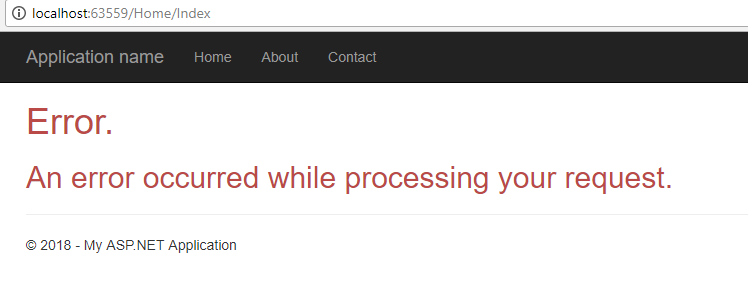 localhost:63559/Home/Index
Application name Home About Contact
Error.
An error occurred while processing your request.
© 2018 - My ASP.NET Application